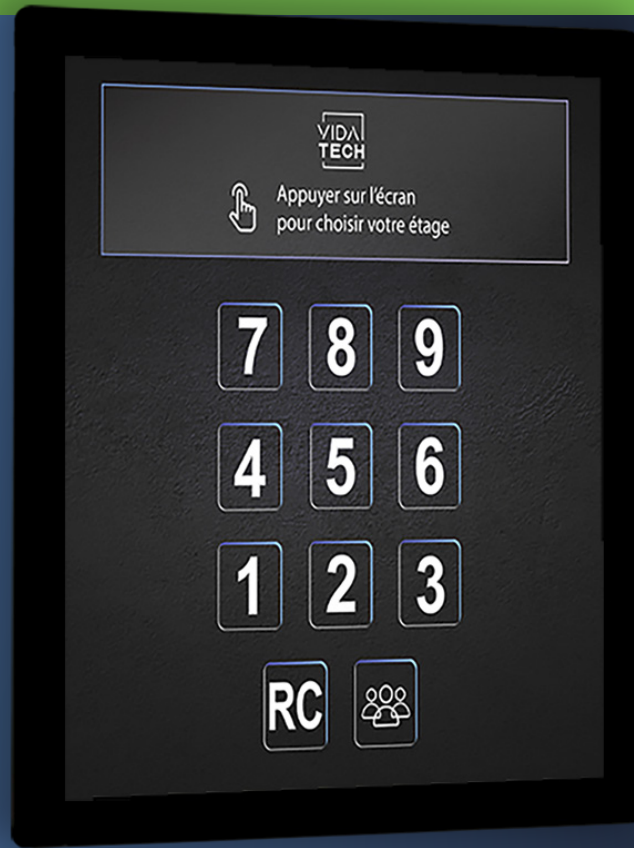 VIDA
TECH
Appuyer sur l'écran
pour choisir votre étage
7 8 9
4 5 6
1 2 3
RC